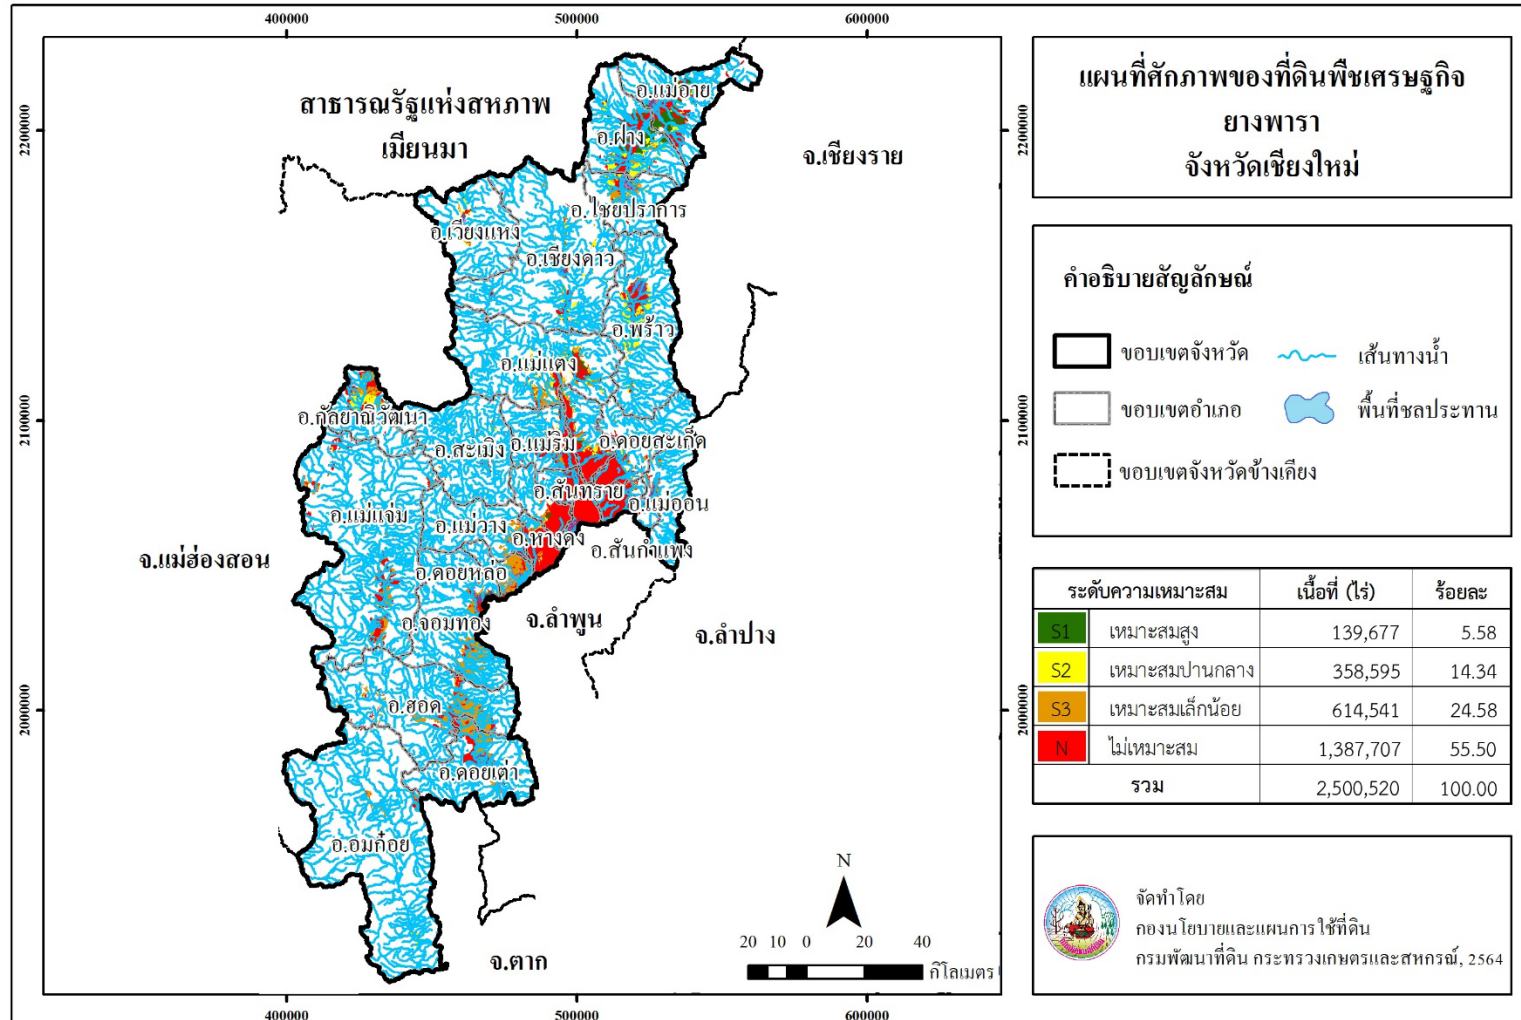 400000
500000
600000
แผนที่ศักภาพของที่ดินพืชเศรษฐกิจ
ยางพารา
จังหวัดเชียงใหม่
2200000
2200000
สาธารณรัฐแห่งสหภาพ
เมียนมา
จ.เชียงราย
อ.แม่อาย
อ.ฝาง
อ.ไชยปราการ
อ.เวียงแหง
อ.เชียงดาว
อ.พร้าว
อ.แม่แตง
อ.กัลยาณิวัฒนา
2100000
2100000
อ.สะเมิง
อ.แม่ริม
อ.ดอยสะเก็ด
อ.สันทราย
อ.แม่ออน
อ.แม่แจ่ม
อ.แม่วาง
อ.หางดง
อ.สันกำแพง
จ.แม่ฮ่องสอน
อ.ดอยหล่อ
อ.จอมทอง
จ.ลำพูน
จ.ลำปาง
2000000
2000000
อ.ฮอด
อ.ดอยเต่า
อ.อมก๋อย
จ.ตาก
N
20 10 0 20 40
กิโลเมตร
400000
500000
600000
คำอธิบายสัญลักษณ์
ขอบเขตจังหวัด
เส้นทางน้ำ
ขอบเขตอำเภอ
พื้นที่ชลประทาน
ขอบเขตจังหวัดข้างเคียง
ระดับความเหมาะสม เนื้อที่ (ไร่) ร้อยละ
S1 เหมาะสมสูง 139,677 5.58
S2 เหมาะสมปานกลาง 358,595 14.34
S3 เหมาะสมเล็กน้อย 614,541 24.58
N ไม่เหมาะสม 1,387,707 55.50
รวม 2,500,520 100.00
จัดทำโดย
กองนโยบายและแผนการใช้ที่ดิน
กรมพัฒนาที่ดิน กระทรวงเกษตรและสหกรณ์, 2564